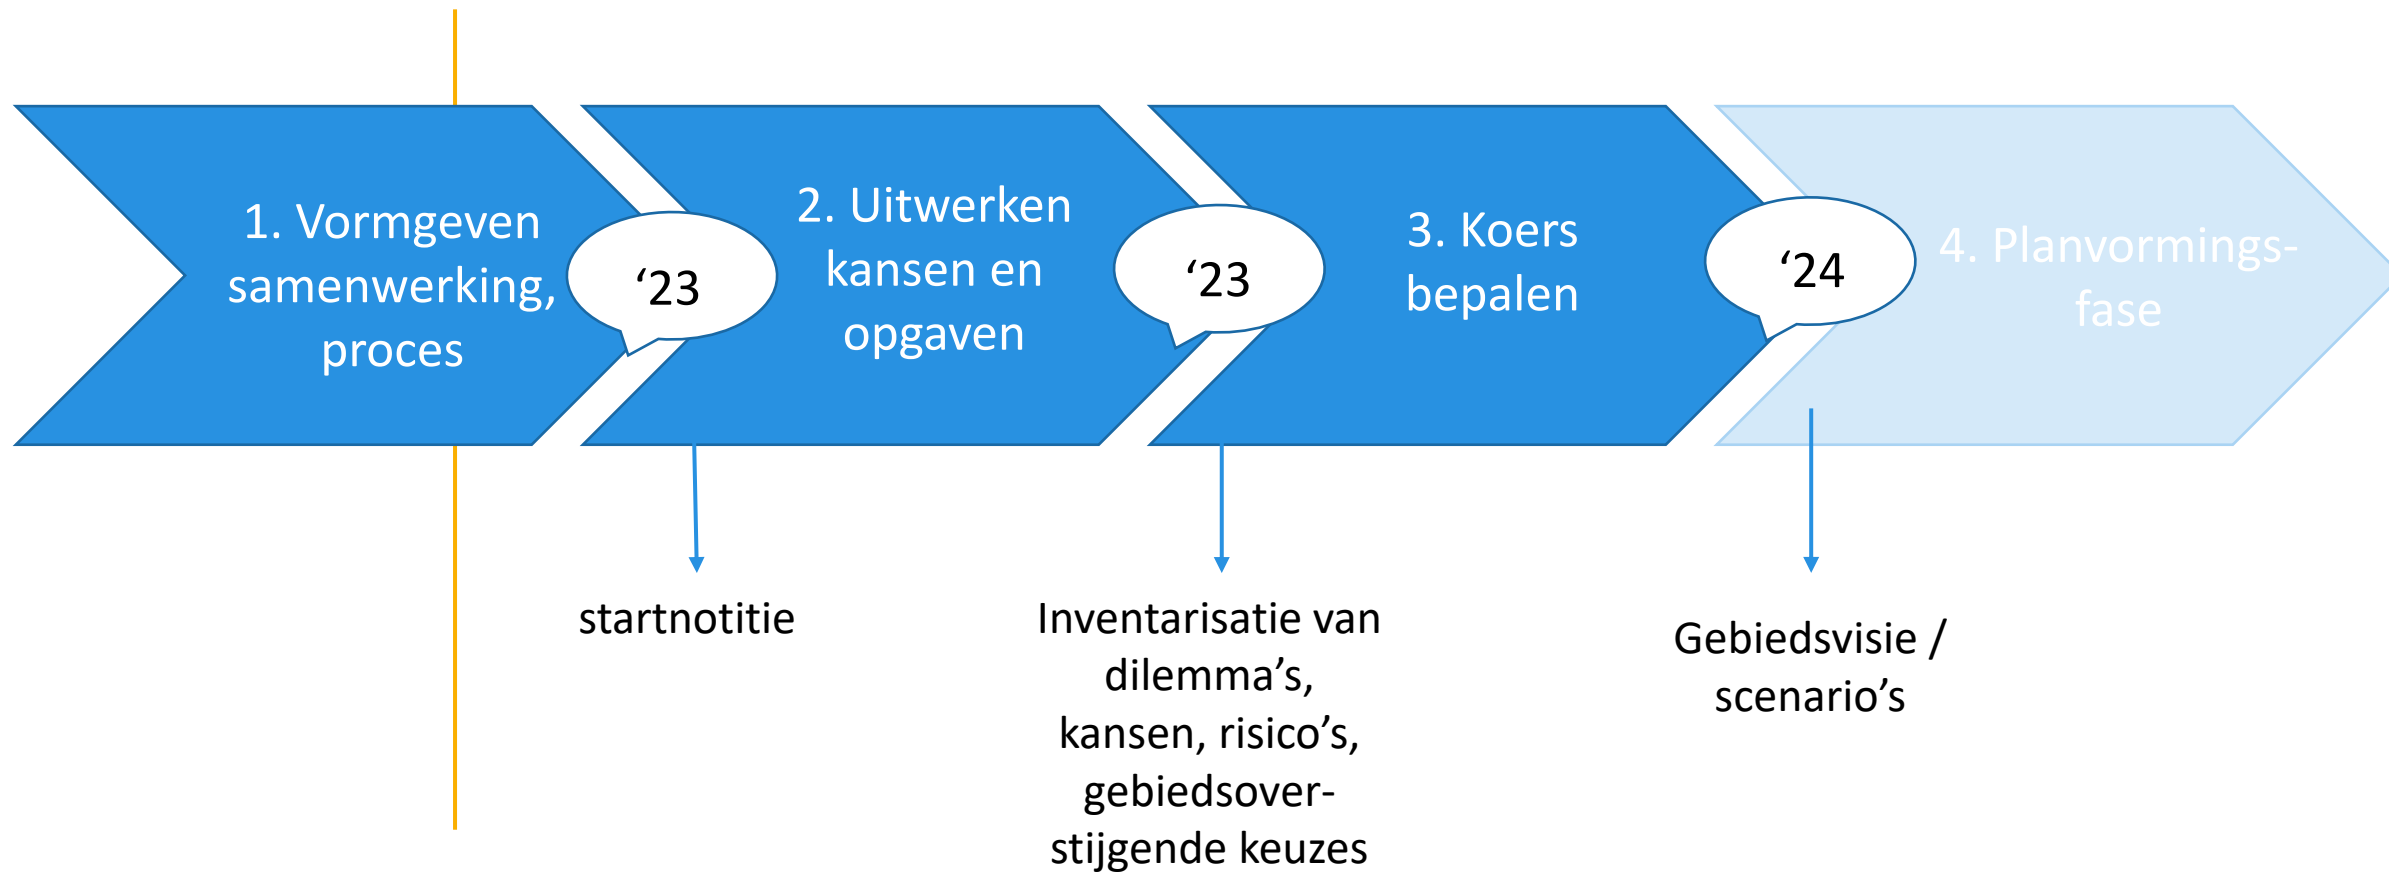 1. Vormgeven
samenwerking,
proces
‘23
2. Uitwerken
kansen en
opgaven
‘23
3. Koers
bepalen
‘24
4. Planvormings-
fase
startnotitie
Inventarisatie van
dilemma’s,
kansen, risico’s,
gebiedsover-
stijgende keuzes
Gebiedsvisie /
scenario’s